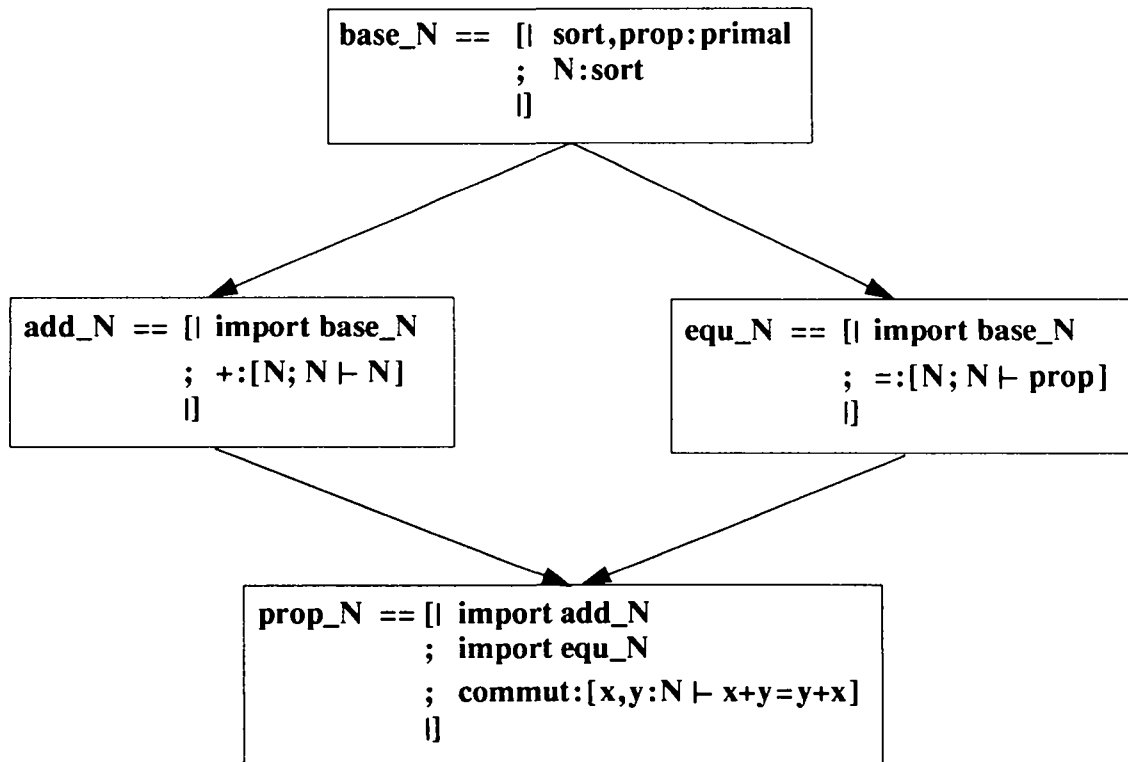 base_N == [| sort,prop:primal
; N:sort
|]
add_N == [| import base_N
; +:[N; N ⊢ N]
|]
equ_N == [| import base_N
; =:[N; N ⊢ prop]
|]
prop_N == [| import add_N
; import equ_N
; commut:[x,y:N ⊢ x+y=y+x]
|]